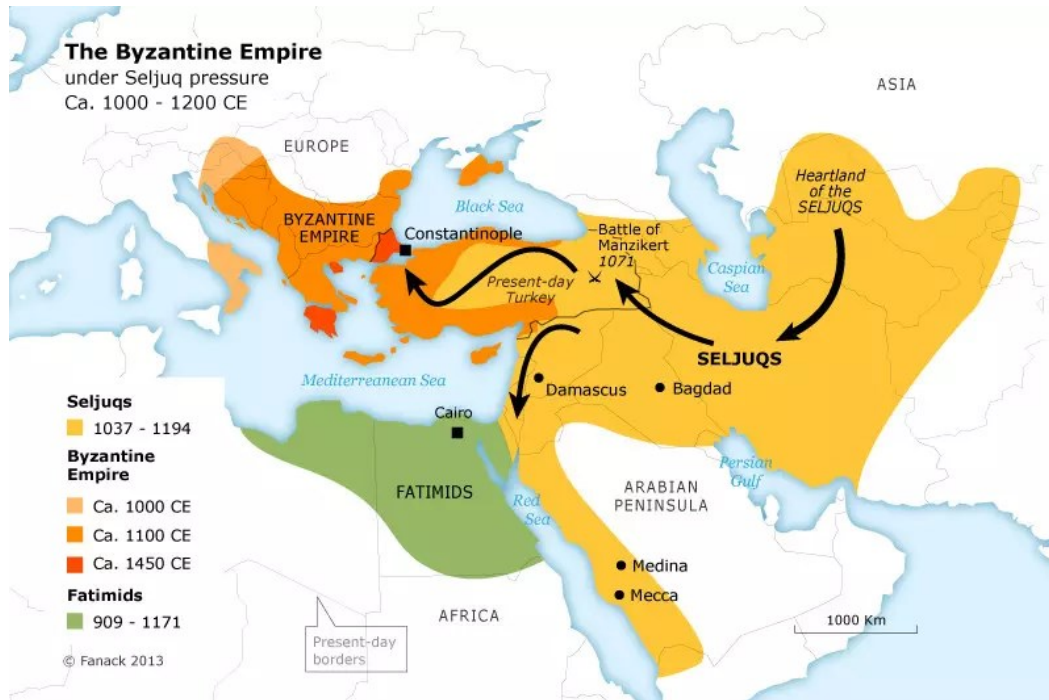 The Byzantine Empire
under Seljuq pressure
Ca. 1000 - 1200 CE
ASIA
EUROPE
Heartland
of the
SELJUQS
Black Sea
BYZANTINE
EMPIRE
Constantinople
Battle of
Manzikert
1071
Caspian
Sea
Present-day
Turkey
SELJUQS
Mediterranean Sea
Damascus
Bagdad
Cairo
Persian
Gulf
FATIMIDS
Red
Sea
ARABIAN
PENINSULA
Medina
Mecca
AFRICA
1000 Km
Seljuqs
1037 - 1194
Byzantine
Empire
Ca. 1000 CE
Ca. 1100 CE
Ca. 1450 CE
Fatimids
909 - 1171
Present-day
borders
© Fanack 2013